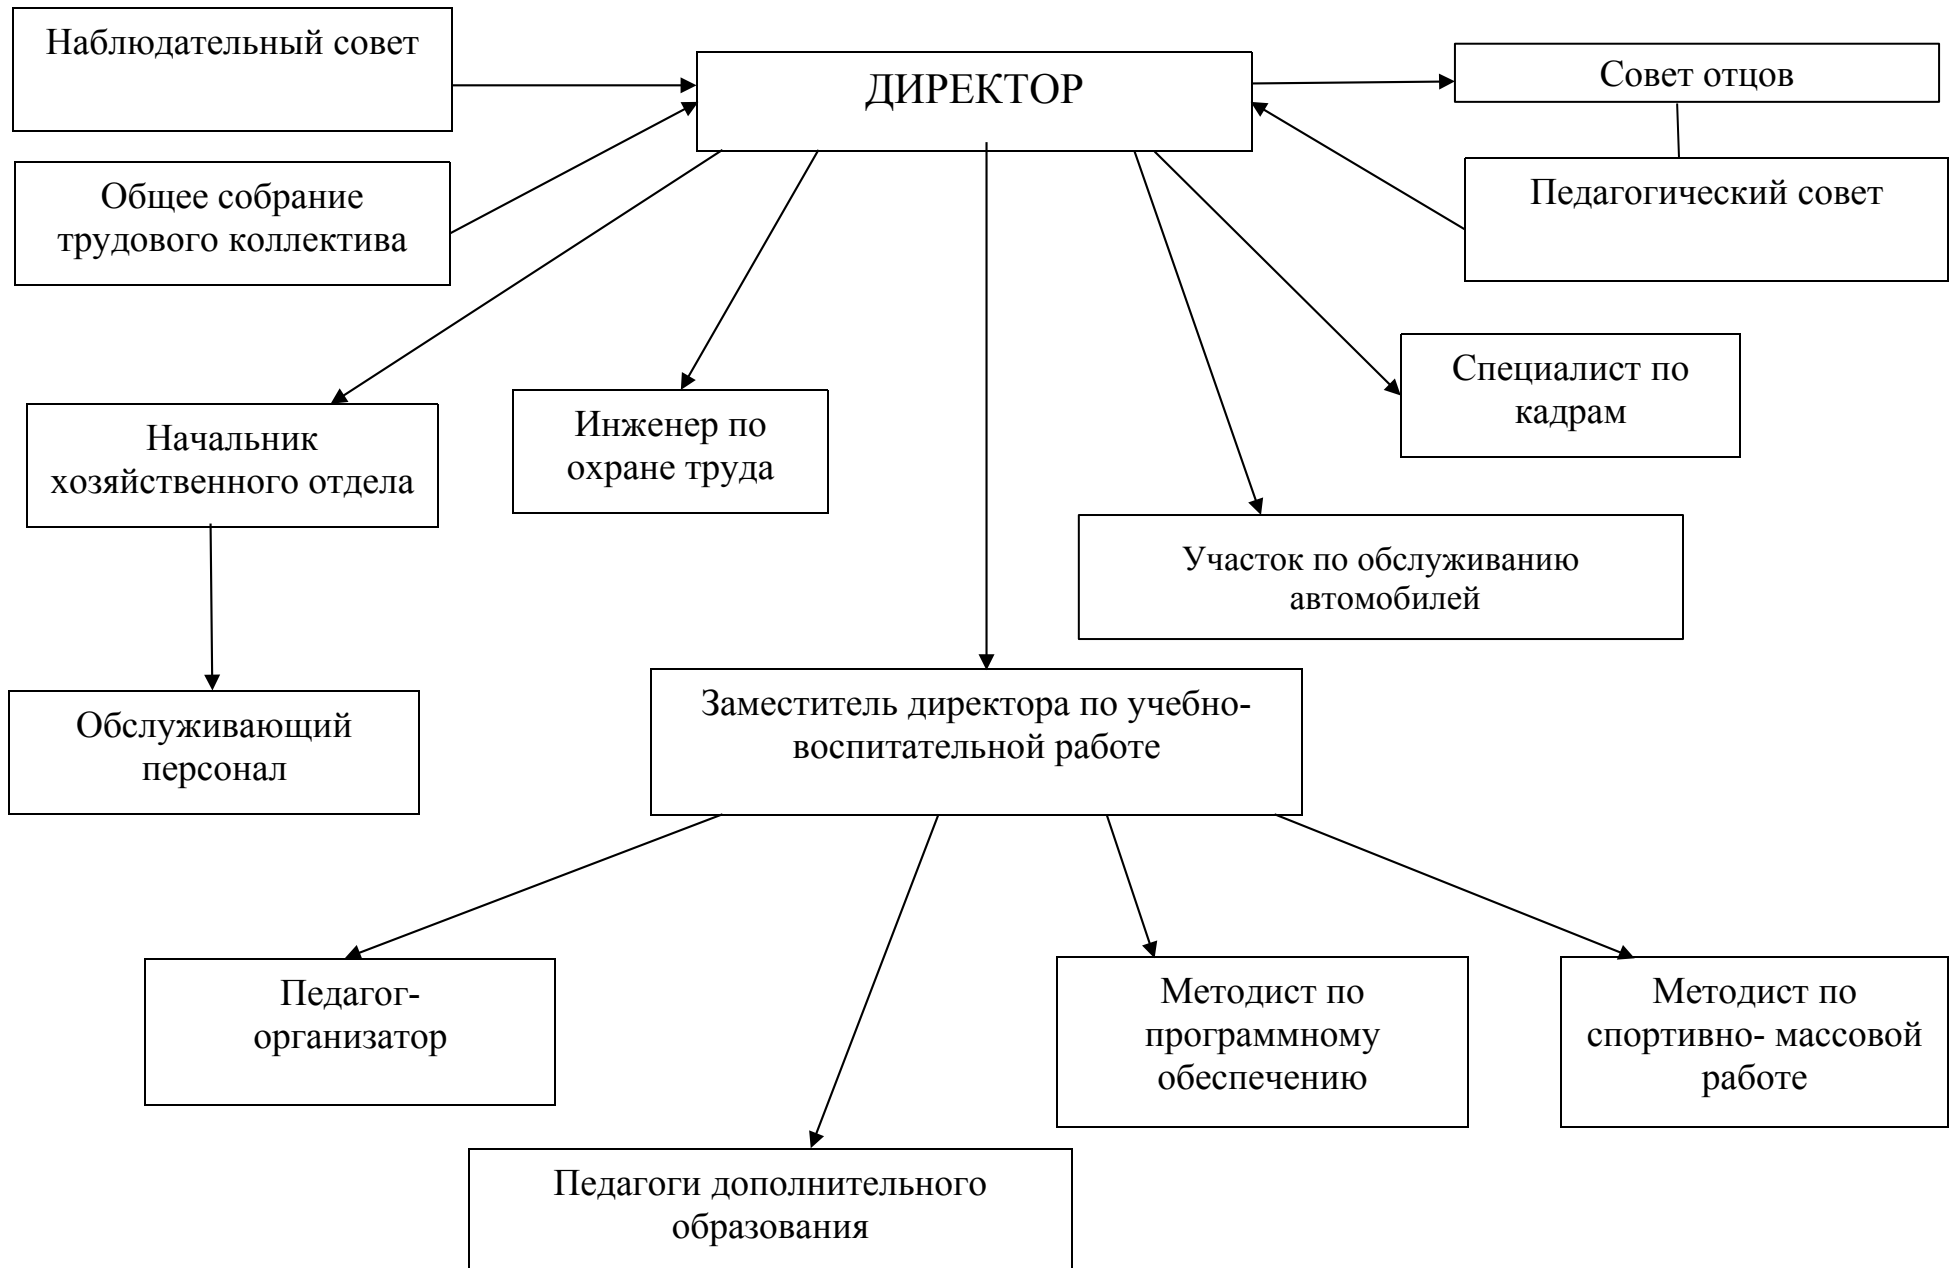 Наблюдательный совет
ДИРЕКТОР
Совет отцов
Общее собрание
трудового коллектива
Педагогический совет
Специалист по
кадрам
Начальник
хозяйственного отдела
Инженер по
охране труда
Участок по обслуживанию
автомобилей
Обслуживающий
персонал
Заместитель директора по учебно-
воспитательной работе
Педагог-
организатор
Методист по
программному
обеспечению
Методист по
спортивно- массовой
работе
Педагоги дополнительного
образования